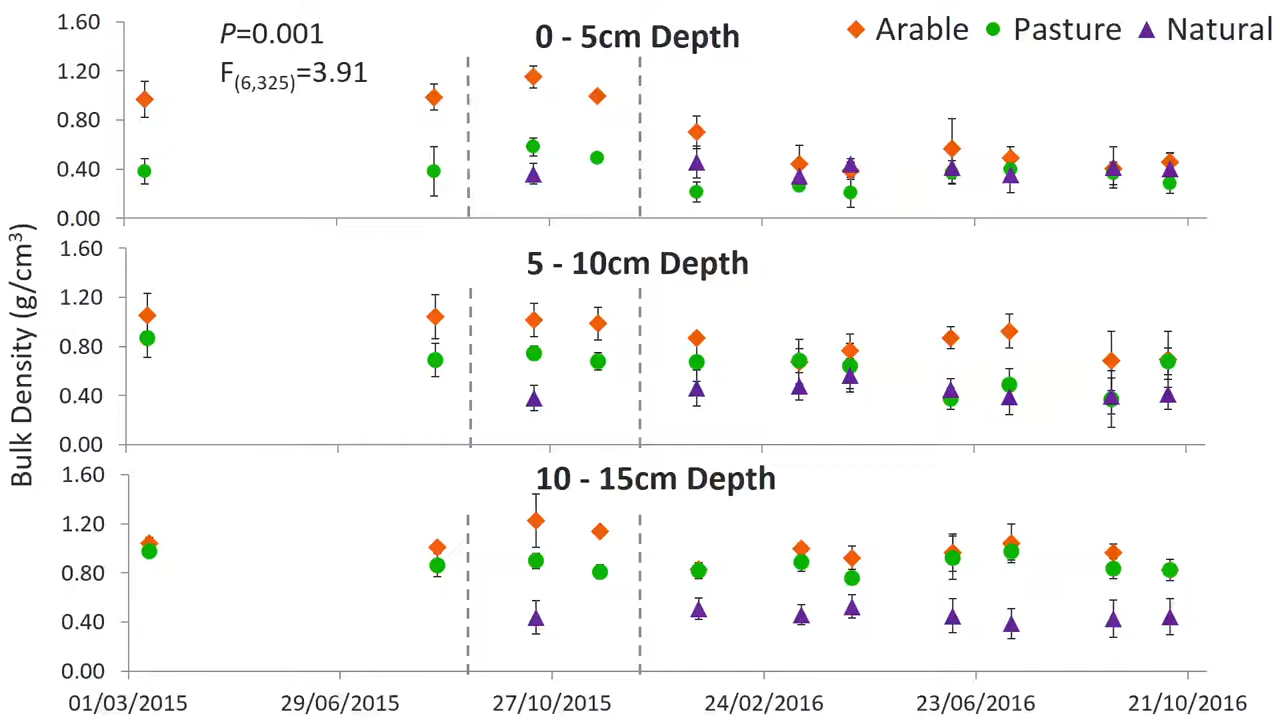 1.60
P=0.001
0 - 5cm Depth
Arable
Pasture
Natural
F(6,325)=3.91
1.20
0.80
0.40
0.00
Bulk Density (g/cm³)
1.60
5 - 10cm Depth
1.20
0.80
0.40
0.00
1.60
10 - 15cm Depth
1.20
0.80
0.40
0.00
01/03/2015
29/06/2015
27/10/2015
24/02/2016
23/06/2016
21/10/2016